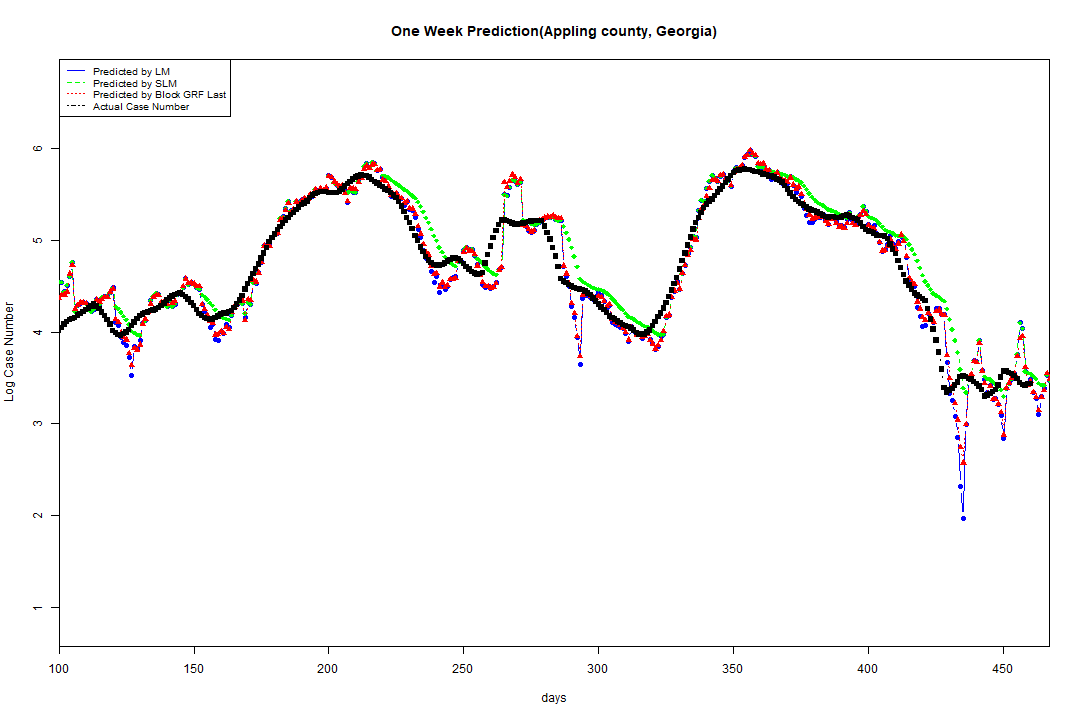 One Week Prediction(Appling county, Georgia)
Predicted by LM
Predicted by SLM
Predicted by Block GRF Last
Actual Case Number
6
5
4
3
2
1
Log Case Number
100 150 200 250 300 350 400 450
days